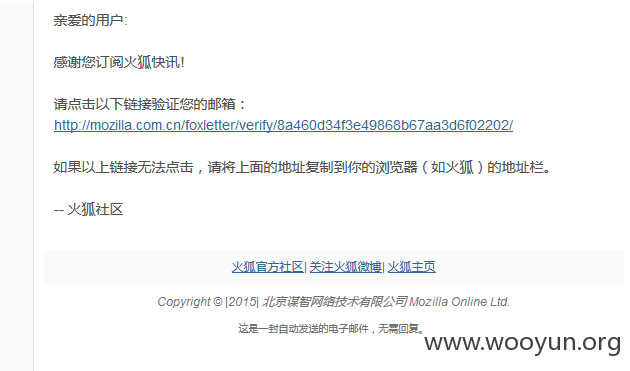 亲爱的用户:
感谢您订阅火狐快讯!
请点击以下链接验证您的邮箱：
http://mozilla.com.cn/foxletter/verify/8a460d34f3e49868b67aa3d6f02202/
如果以上链接无法点击，请将上面的地址复制到你的浏览器（如火狐）的地址栏。
-- 火狐社区
火狐官方社区| 关注火狐微博| 火狐主页
Copyright © |2015| 北京谋智网络技术有限公司 Mozilla Online Ltd.
这是一封自动发送的电子邮件，无需回复。
www.wooyun.org